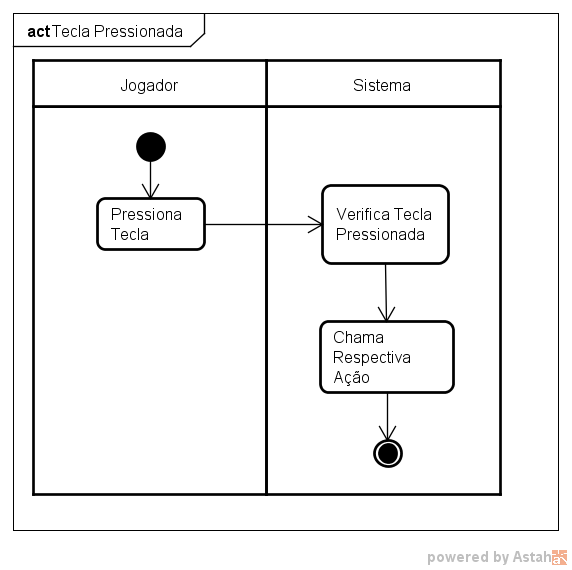 act Tecla Pressionada
Jogador
Sistema
Pressiona
Tecla
Verifica Tecla
Pressionada
Chama
Respectiva
Ação
powered by Astah